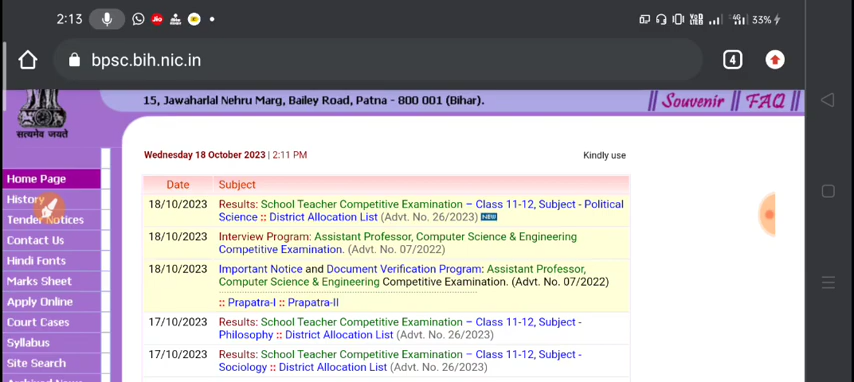 2:13
33%
bpsc.bih.nic.in
4
15, Jawaharlal Nehru Marg, Bailey Road, Patna - 800 001 (Bihar).
|| Souvenir || FAQ ||
सत्यमेव जयते
Wednesday 18 October 2023 | 2:11 PM
Kindly use
Home Page
History
Tender Notices
Contact Us
Hindi Fonts
Marks Sheet
Apply Online
Court Cases
Syllabus
Site Search
Date Subject
18/10/2023 Results: School Teacher Competitive Examination – Class 11-12, Subject - Political
Science :: District Allocation List (Advt. No. 26/2023) NEW
18/10/2023 Interview Program: Assistant Professor, Computer Science & Engineering
Competitive Examination. (Advt. No. 07/2022)
18/10/2023 Important Notice and Document Verification Program: Assistant Professor,
Computer Science & Engineering Competitive Examination. (Advt. No. 07/2022)
:: Prapatra-I :: Prapatra-II
17/10/2023 Results: School Teacher Competitive Examination – Class 11-12, Subject -
Philosophy :: District Allocation List (Advt. No. 26/2023)
17/10/2023 Results: School Teacher Competitive Examination – Class 11-12, Subject -
Sociology :: District Allocation List (Advt. No. 26/2023)